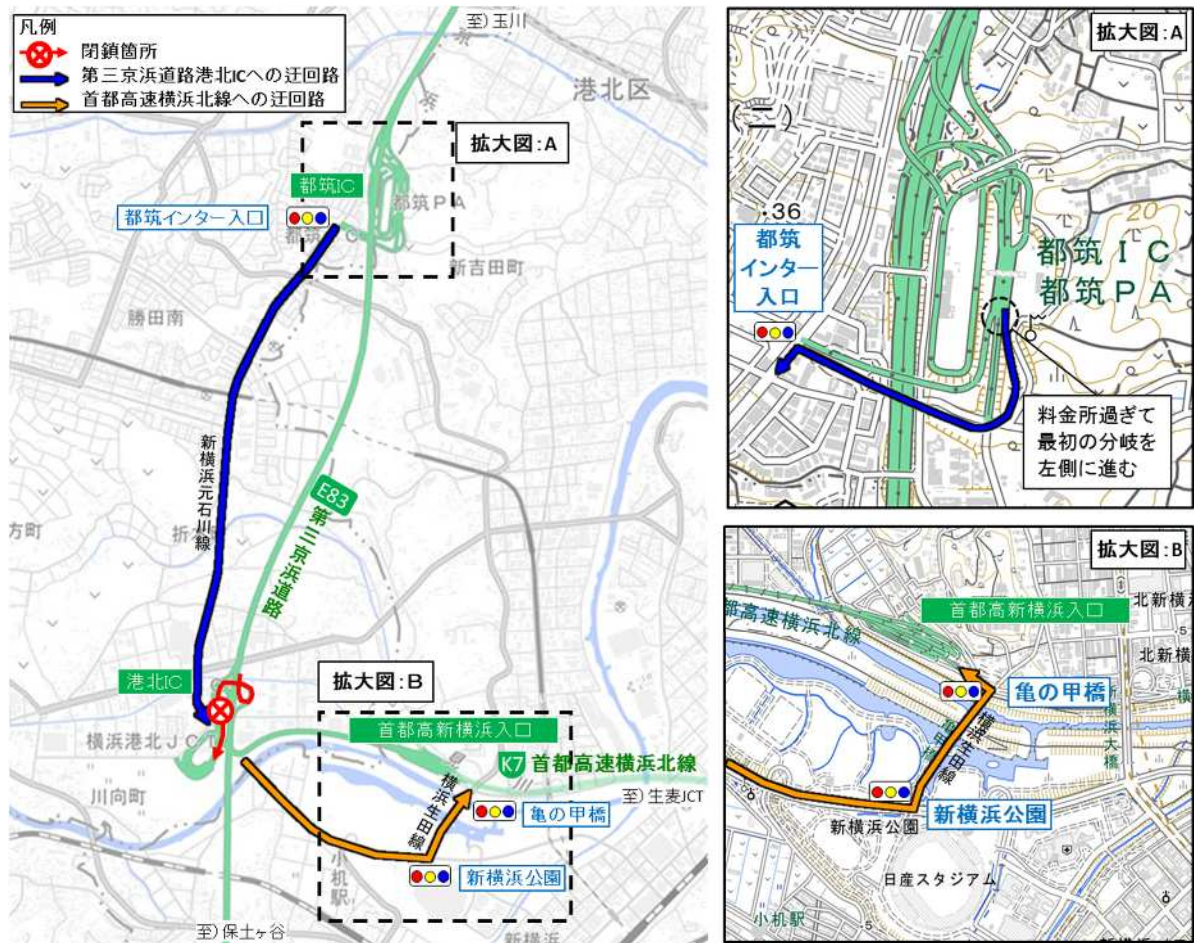 凡例
閉鎖箇所
第三京浜道路港北ICへの迂回路
首都高速横浜北線への迂回路
至）玉川
港北区
拡大図:A
都筑IC
都筑PA
都筑インター入口
新吉田町
勝田南
新横浜元石川線
E83
第三京浜道路
方町
港北IC
拡大図:B
首都高新横浜入口
横浜港北JCT
K7
首都高速横浜北線
川向町
横浜生田線
至）生麦JCT
亀の甲橋
小机駅
新横浜公園
至）保土ヶ谷
新横浜
拡大図:A
・36
20
都筑
インター
入口
都筑IC
都筑PA
料金所過ぎて
最初の分岐を
左側に進む
拡大図:B
首都高新横浜入口
都高速横浜北線
北新横浜
北新横
亀の甲橋
横浜生田線
新横浜大橋
新横浜公園
新横浜公園
日産スタジアム
小机駅